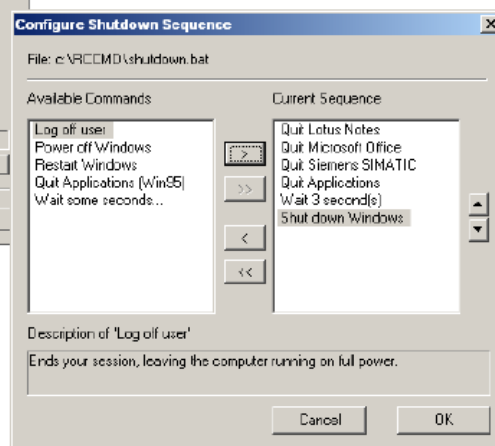 Configure Shutdown Sequence
File: c:\RCCMD\shutdown.bat
Available Commands
Log off user
Power off Windows
Restart Windows
Quit Applications (Win95)
Wait some seconds...
>
>>
<
<<
Current Sequence
Quit Lotus Notes
Quit Microsoft Office
Quit Siemens SIMATIC
Quit Applications
Wait 3 second(s)
Shut down Windows
Description of 'Log off user'
Ends your session, leaving the computer running on full power.
Cancel
OK